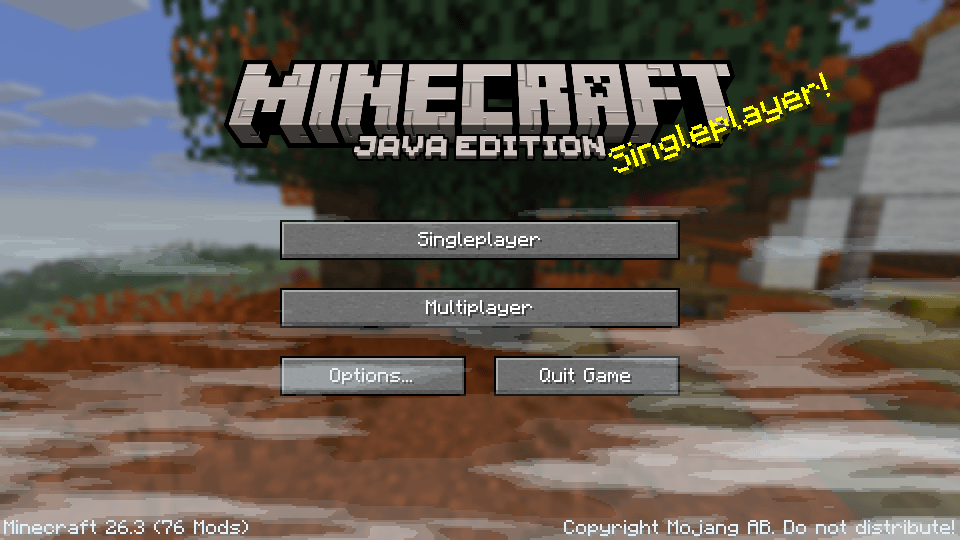 MINECRAFT
JAVA EDITION
Singleplayer!
Singleplayer
Multiplayer
Options...
Quit Game
Minecraft 26.3 (76 Mods)
Copyright Mojang AB. Do not distribute!